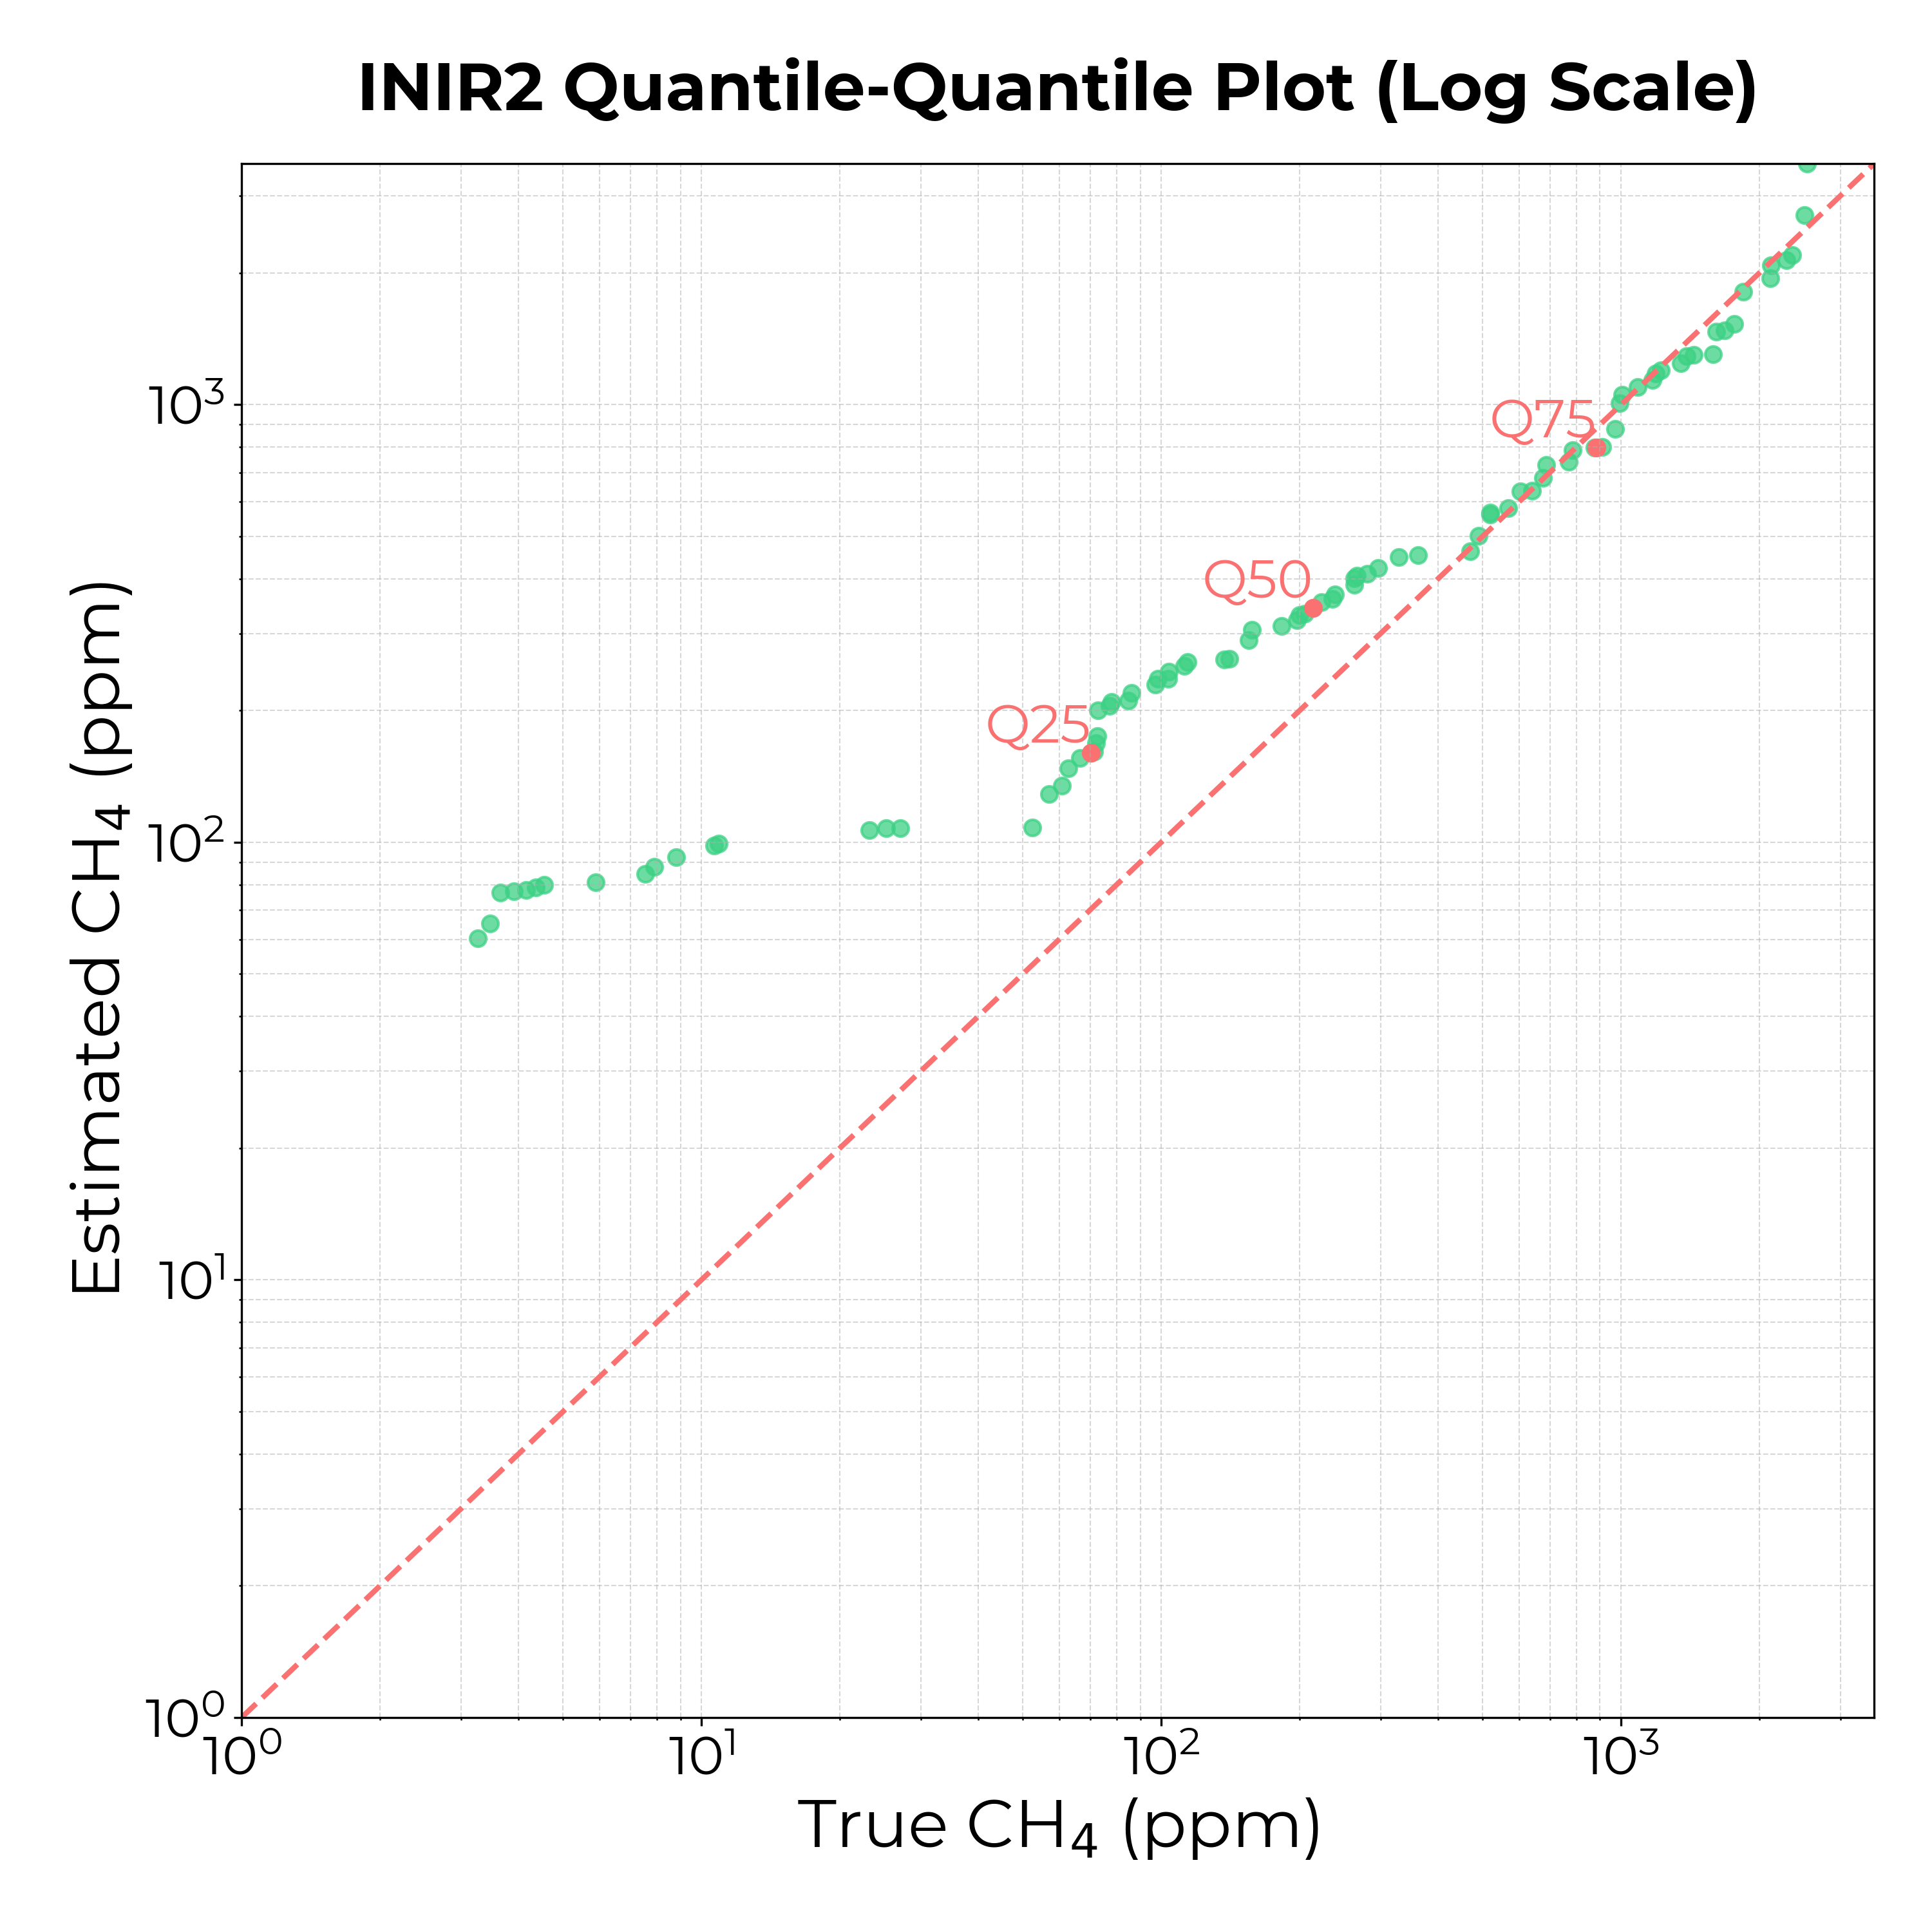 INIR2 Quantile-Quantile Plot (Log Scale)
Estimated CH₄ (ppm)
10³
10²
10¹
10⁰
Q75
Q50
Q25
10⁰ 10¹ 10² 10³
True CH₄ (ppm)